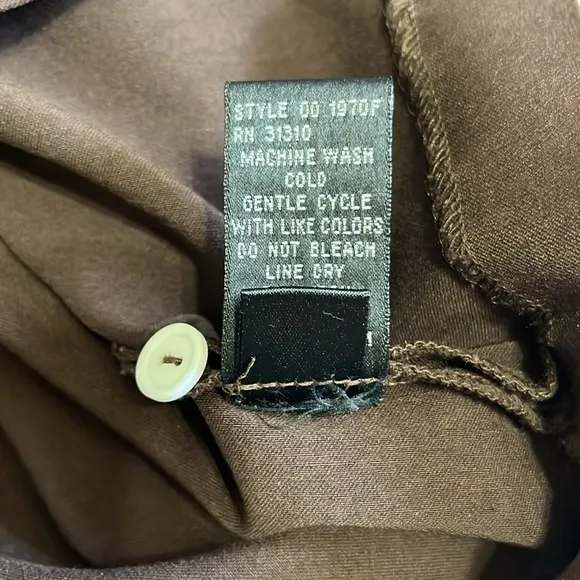 STYLE 00 1970F
RN 31310
MACHINE WASH
COLD
GENTLE CYCLE
WITH LIKE COLORS
DO NOT BLEACH
LINE DRY